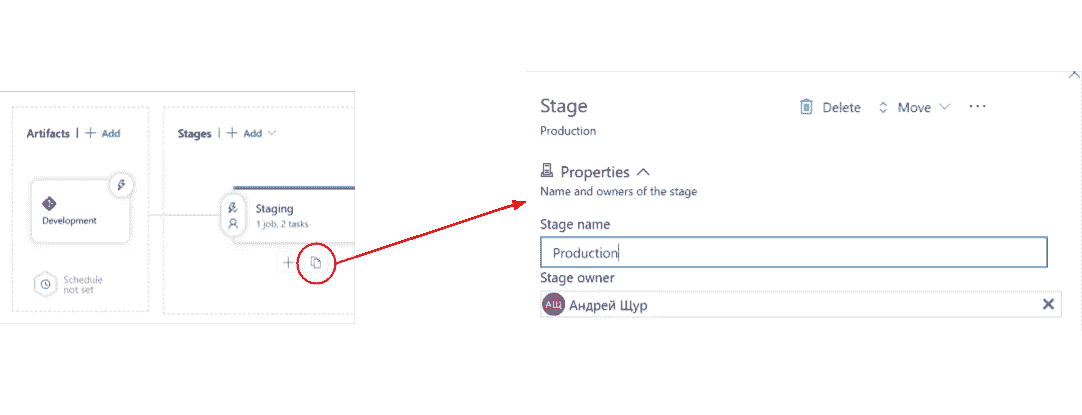 Artifacts | + Add
Stages | + Add
Development
Staging
1 job, 2 tasks
Schedule
not set
Stage
Delete
Move
Production
Properties
Name and owners of the stage
Stage name
Production
Stage owner
АЩ Андрей Щур